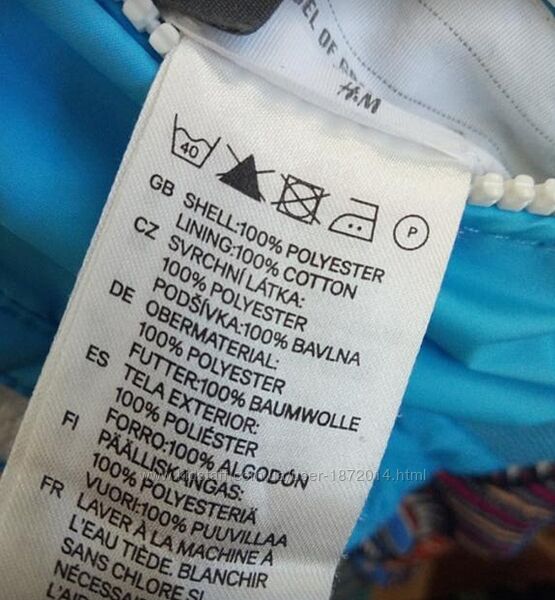 H&M
40
P
GB SHELL:100% POLYESTER
LINING:100% COTTON
CZ SVRCHNÍ LÁTKA:
100% POLYESTER
PODŠÍVKA:100% BAVLNA
DE OBERMATERIAL:
100% POLYESTER
FUTTER:100% BAUMWOLLE
ES TELA EXTERIOR:
100% POLIÉSTER
FORRO:100% ALGODÓN
FI PÄÄLLISKANGAS:
100% POLYESTERIÄ
VUORI:100% PUUVILLAA
FR LAVER À LA MACHINE À
L'EAU TIÈDE. BLANCHIR
SANS CHLORE SI